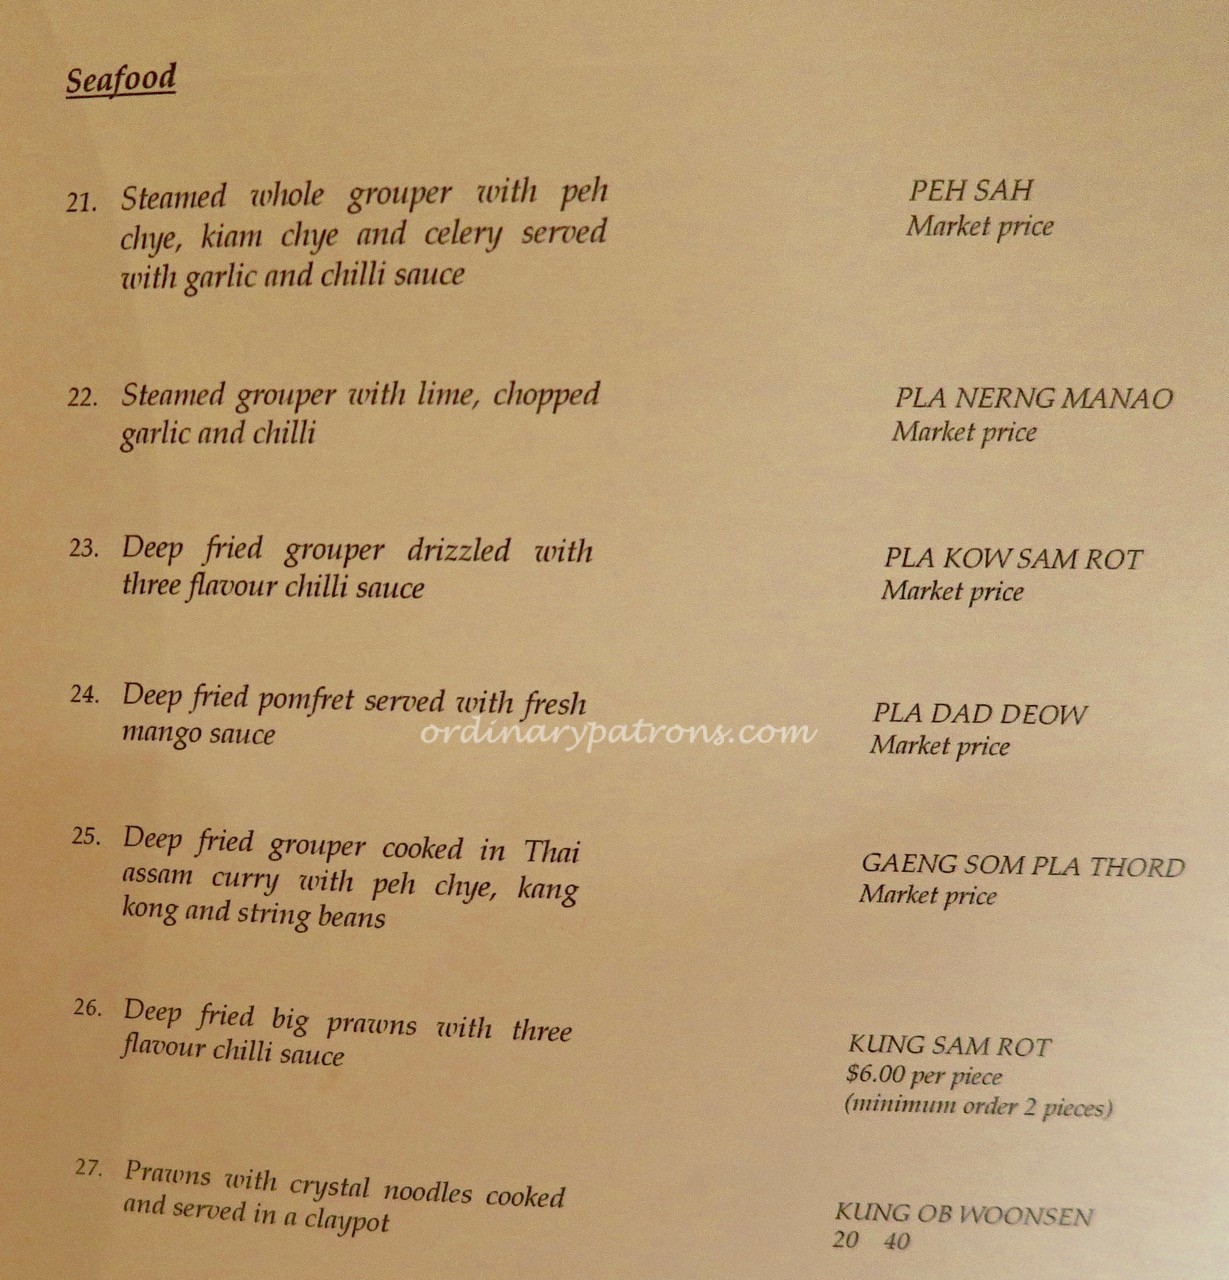 Seafood
21. Steamed whole grouper with peh
chye, kiam chye and celery served
with garlic and chilli sauce
PEH SAH
Market price
22. Steamed grouper with lime, chopped
garlic and chilli
PLA NERNG MANAO
Market price
23. Deep fried grouper drizzled with
three flavour chilli sauce
PLA KOW SAM ROT
Market price
24. Deep fried pomfret served with fresh
mango sauce
ordinarypatrons.com
PLA DAD DEOW
Market price
25. Deep fried grouper cooked in Thai
assam curry with peh chye, kang
kong and string beans
GAENG SOM PLA THORD
Market price
26. Deep fried big prawns with three
flavour chilli sauce
KUNG SAM ROT
$6.00 per piece
(minimum order 2 pieces)
27. Prawns with crystal noodles cooked
and served in a claypot
KUNG OB WOONSEN
20 40